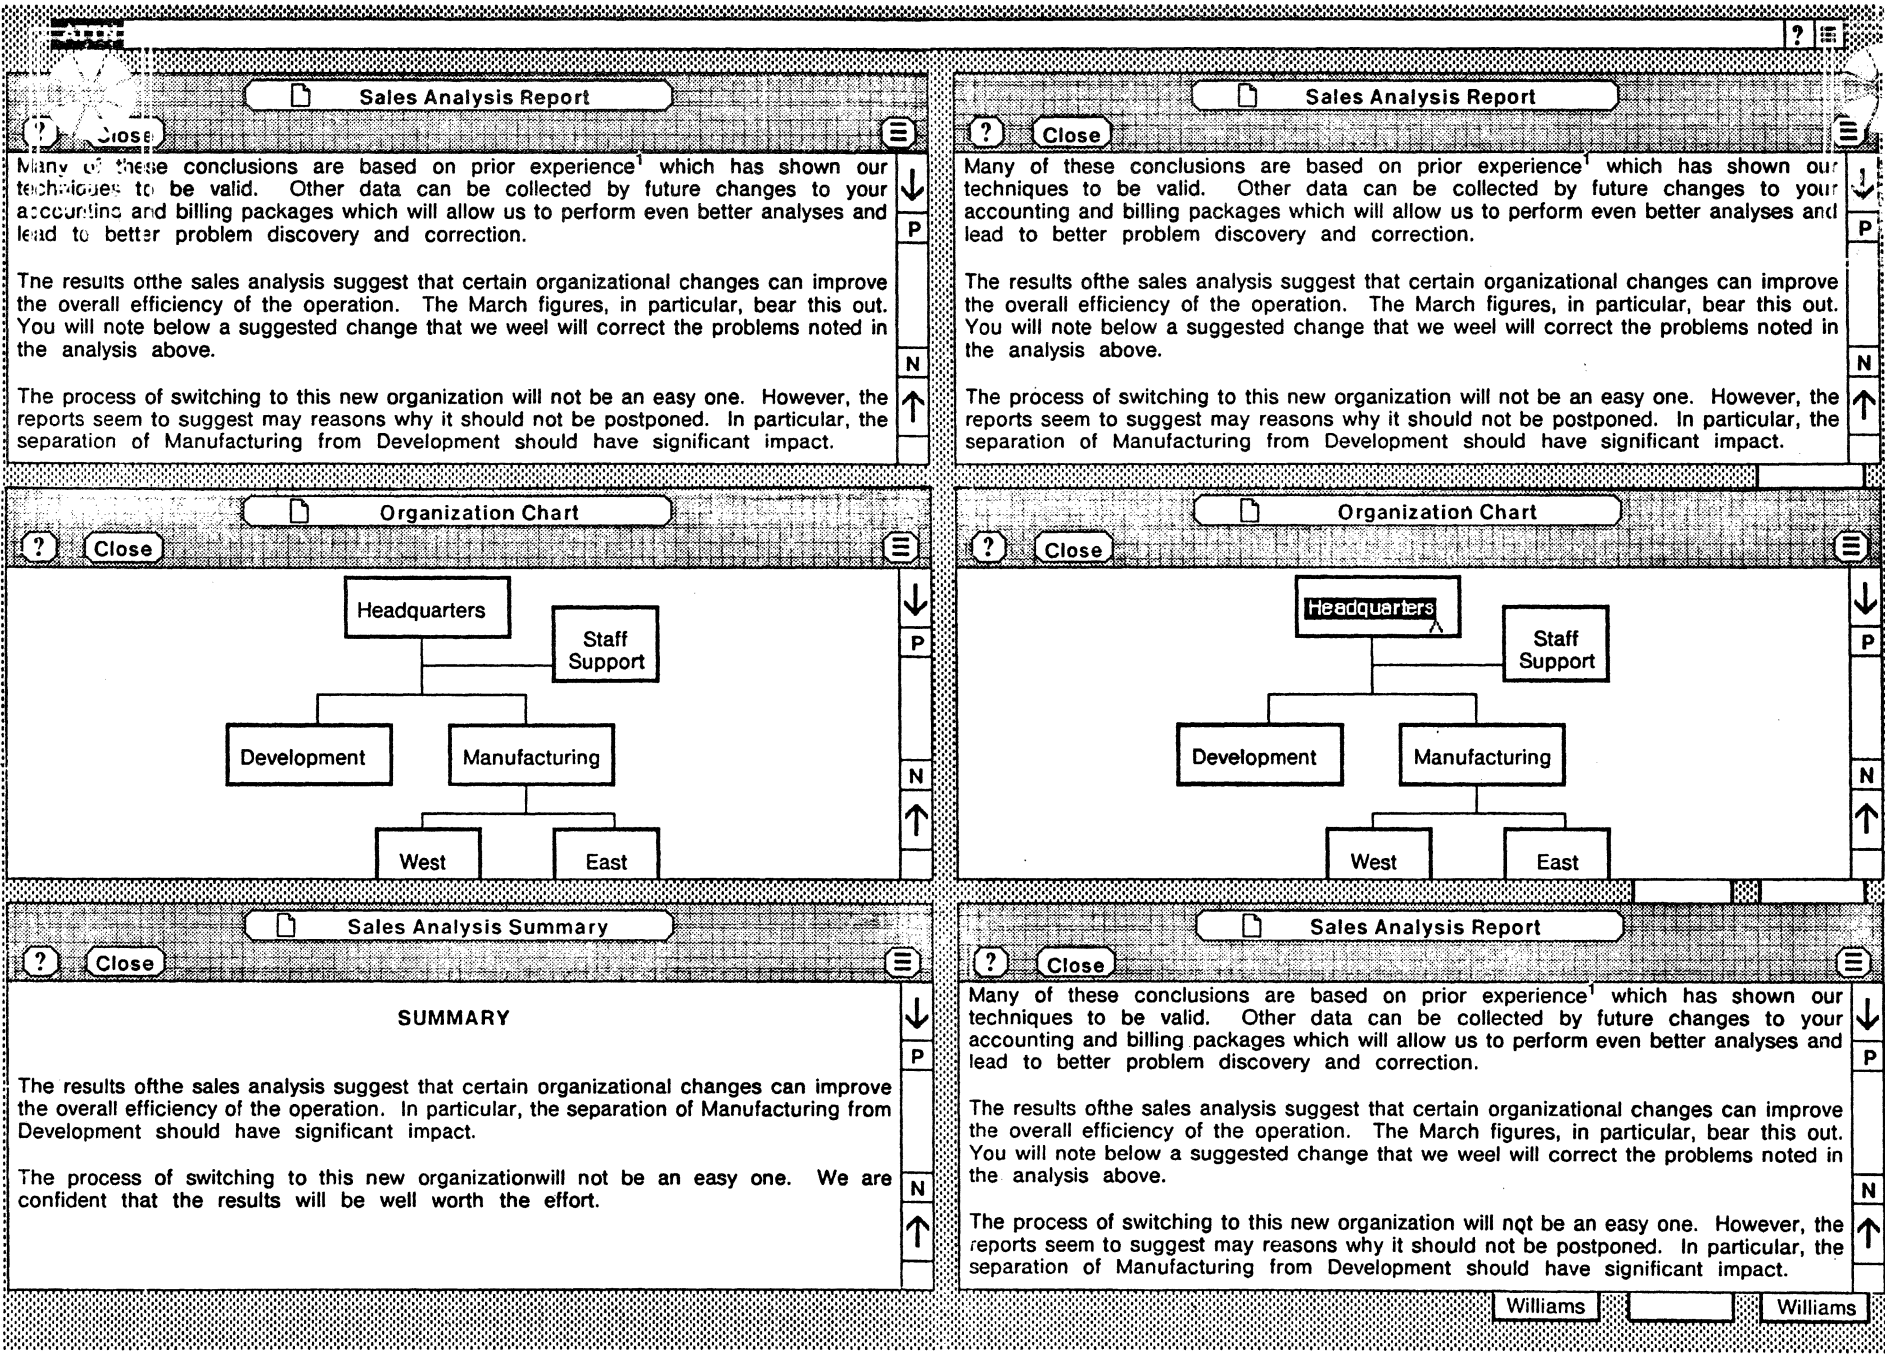 ATTN
?
Sales Analysis Report
? Close
Many of these conclusions are based on prior experience1 which has shown our
techniques to be valid. Other data can be collected by future changes to your
accounting and billing packages which will allow us to perform even better analyses and
lead to better problem discovery and correction.
The results ofthe sales analysis suggest that certain organizational changes can improve
the overall efficiency of the operation. The March figures, in particular, bear this out.
You will note below a suggested change that we weel will correct the problems noted in
the analysis above.
The process of switching to this new organization will not be an easy one. However, the
reports seem to suggest may reasons why it should not be postponed. In particular, the
separation of Manufacturing from Development should have significant impact.
P
N
Sales Analysis Report
? Close
Many of these conclusions are based on prior experience1 which has shown our
techniques to be valid. Other data can be collected by future changes to your
accounting and billing packages which will allow us to perform even better analyses and
lead to better problem discovery and correction.
The results ofthe sales analysis suggest that certain organizational changes can improve
the overall efficiency of the operation. The March figures, in particular, bear this out.
You will note below a suggested change that we weel will correct the problems noted in
the analysis above.
The process of switching to this new organization will not be an easy one. However, the
reports seem to suggest may reasons why it should not be postponed. In particular, the
separation of Manufacturing from Development should have significant impact.
P
N
Organization Chart
? Close
Headquarters
Staff
Support
Development
Manufacturing
West
East
P
N
Organization Chart
? Close
Headquarters
Staff
Support
Development
Manufacturing
West
East
P
N
Sales Analysis Summary
? Close
SUMMARY
The results ofthe sales analysis suggest that certain organizational changes can improve
the overall efficiency of the operation. In particular, the separation of Manufacturing from
Development should have significant impact.
The process of switching to this new organizationwill not be an easy one. We are
confident that the results will be well worth the effort.
P
N
Sales Analysis Report
? Close
Many of these conclusions are based on prior experience1 which has shown our
techniques to be valid. Other data can be collected by future changes to your
accounting and billing packages which will allow us to perform even better analyses and
lead to better problem discovery and correction.
The results ofthe sales analysis suggest that certain organizational changes can improve
the overall efficiency of the operation. The March figures, in particular, bear this out.
You will note below a suggested change that we weel will correct the problems noted in
the analysis above.
The process of switching to this new organization will not be an easy one. However, the
reports seem to suggest may reasons why it should not be postponed. In particular, the
separation of Manufacturing from Development should have significant impact.
P
N
Williams
Williams